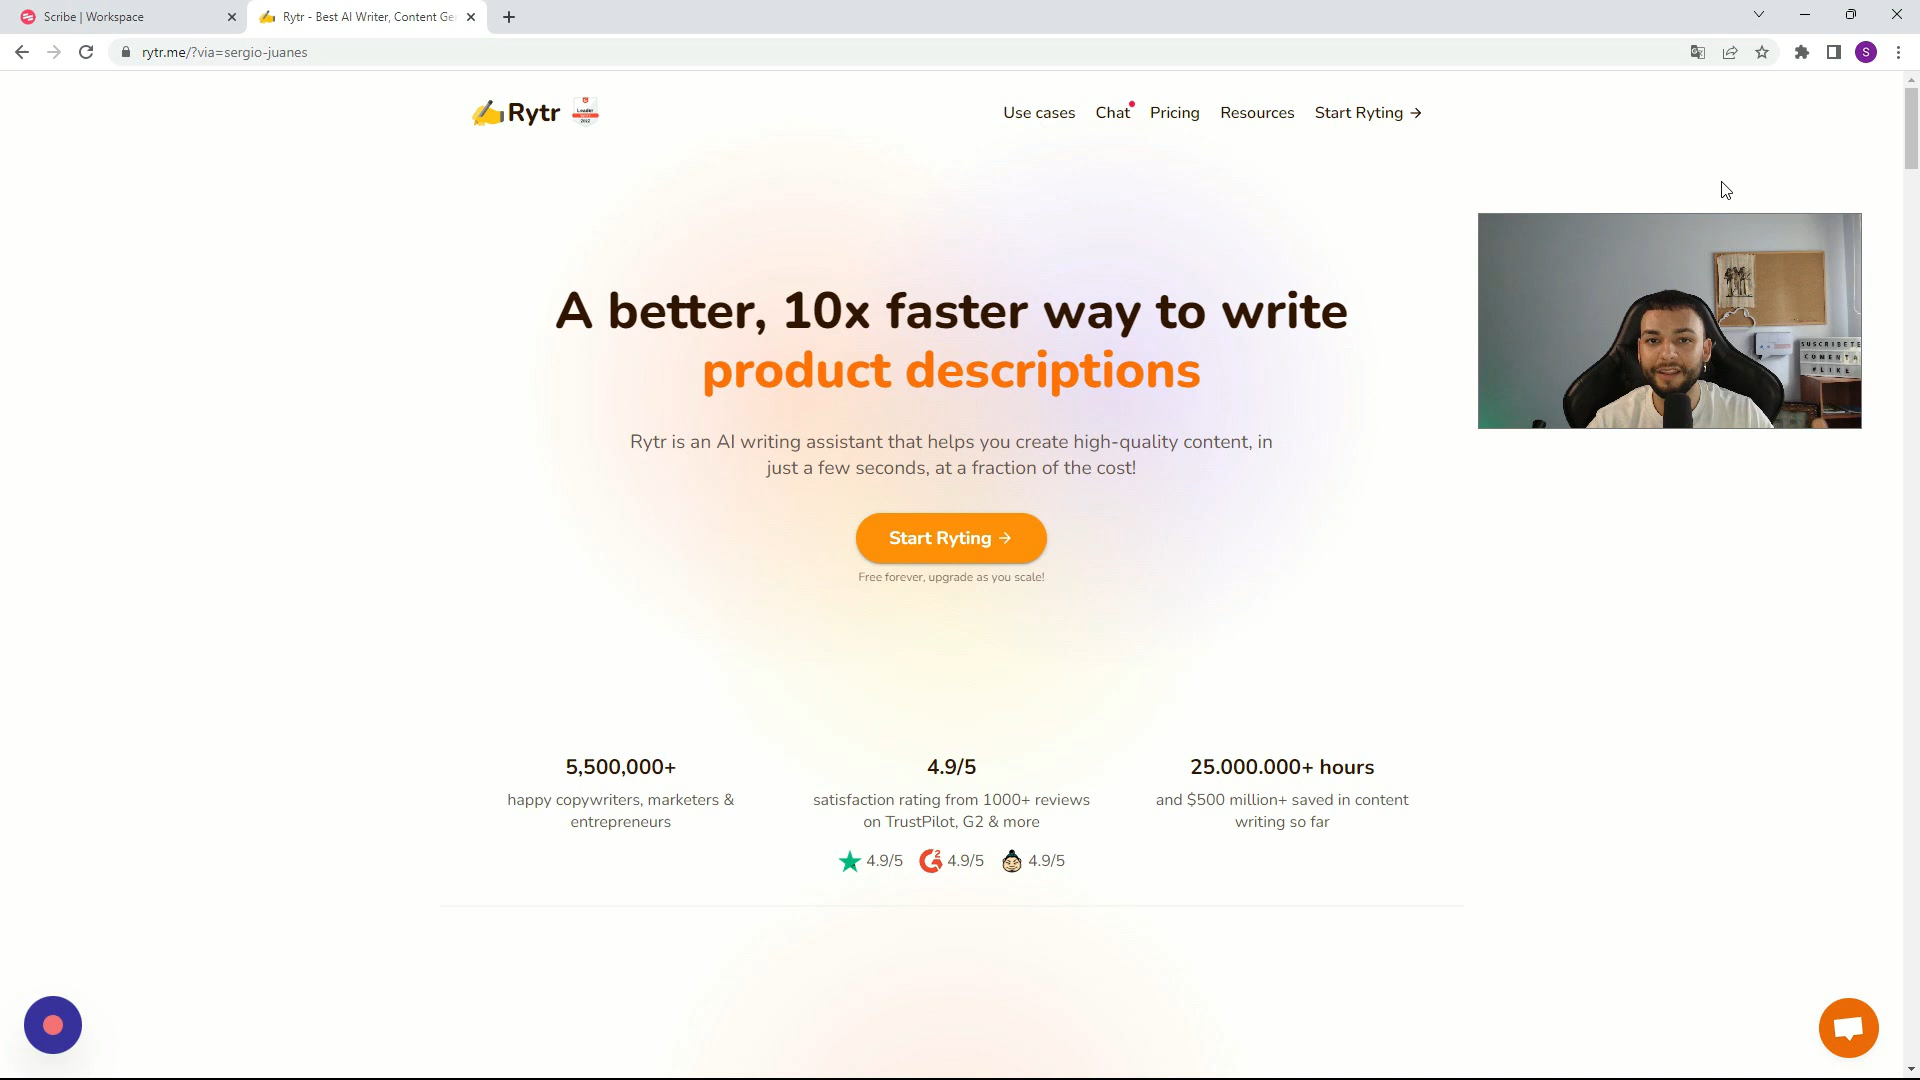 Scribe | Workspace
Rytr - Best AI Writer, Content Ge
rytr.me/?via=sergio-juanes
S
Rytr
Leader
2022
Use cases
Chat
Pricing
Resources
Start Ryting →
A better, 10x faster way to write
product descriptions
Rytr is an AI writing assistant that helps you create high-quality content, in
just a few seconds, at a fraction of the cost!
Start Ryting →
Free forever, upgrade as you scale!
SUSCRIBETE
COMENTA
#LIKE
5,500,000+
happy copywriters, marketers &
entrepreneurs
4.9/5
satisfaction rating from 1000+ reviews
on TrustPilot, G2 & more
4.9/5
4.9/5
4.9/5
25.000.000+ hours
and $500 million+ saved in content
writing so far